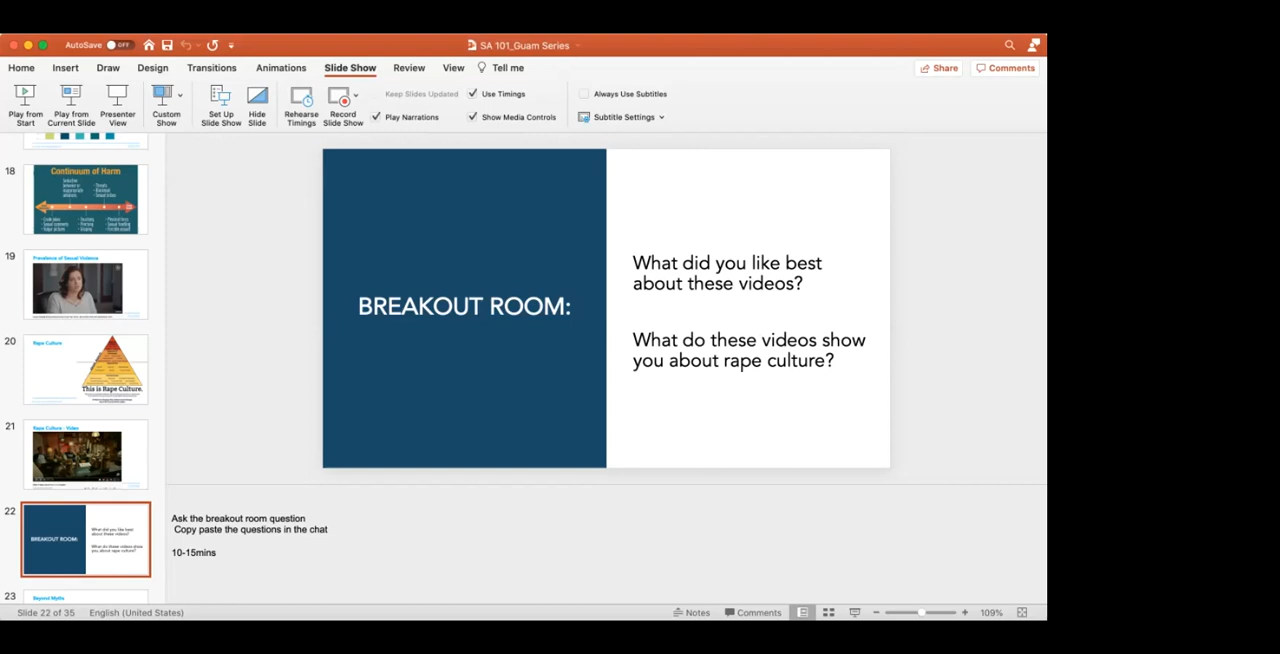 AutoSave OFF
SA 101_Guam Series
Home Insert Draw Design Transitions Animations Slide Show Review View Tell me
Share Comments
Play from Start
Play from Current Slide
Presenter View
Custom Show
Set Up Slide Show
Hide Slide
Rehearse Timings
Record Slide Show
Keep Slides Updated
Use Timings
Play Narrations
Show Media Controls
Always Use Subtitles
Subtitle Settings
18
Continuum of Harm
19
Prevalence of Sexual Violence
20
Rape Culture
This is Rape Culture.
21
Rape Culture - Video
22
BREAKOUT ROOM:
What did you like best
about these videos?
What do these videos show
you about rape culture?
23
Beyond Myths
BREAKOUT ROOM:
What did you like best
about these videos?
What do these videos show
you about rape culture?
Ask the breakout room question
Copy paste the questions in the chat
10-15mins
Slide 22 of 35 English (United States)
Notes Comments 109%